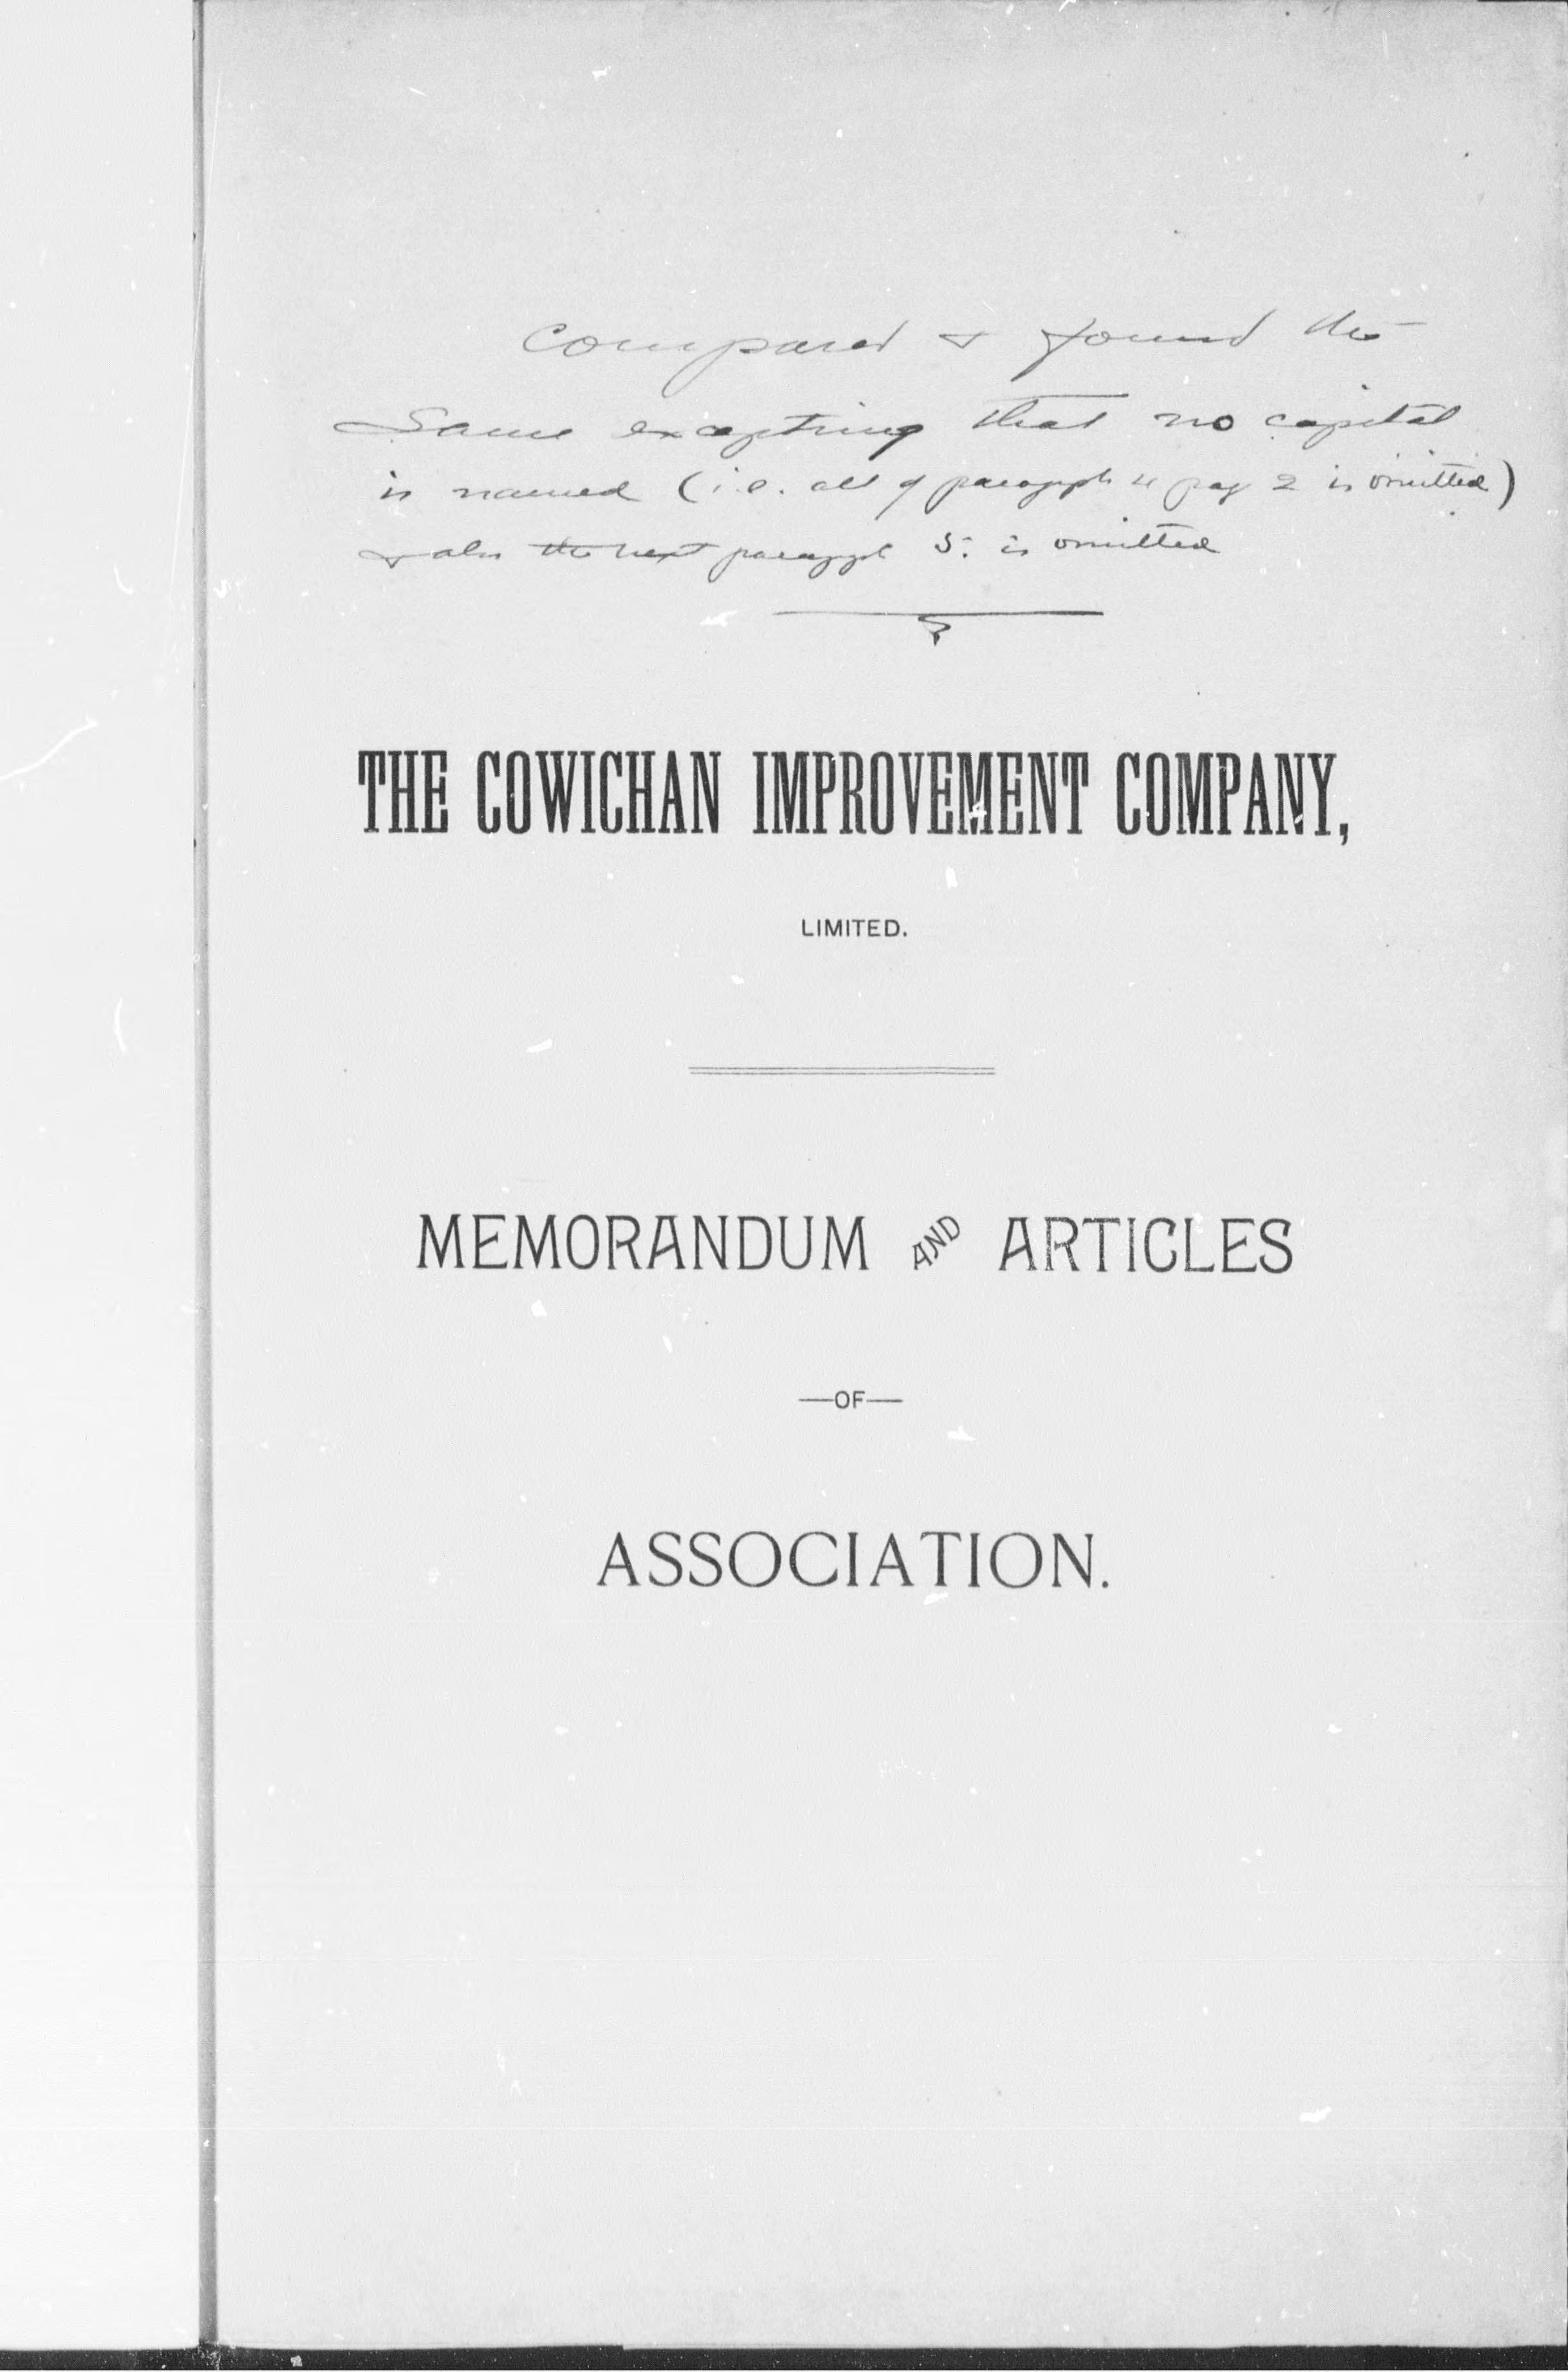 Compared & found the
Same excepting that no capital
is named (i.e. all of paragraph 4 pag 2 is omitted)
& also the next paragraph 5. is omitted
THE COWICHAN IMPROVEMENT COMPANY,
LIMITED.
MEMORANDUM AND ARTICLES
—OF—
ASSOCIATION.